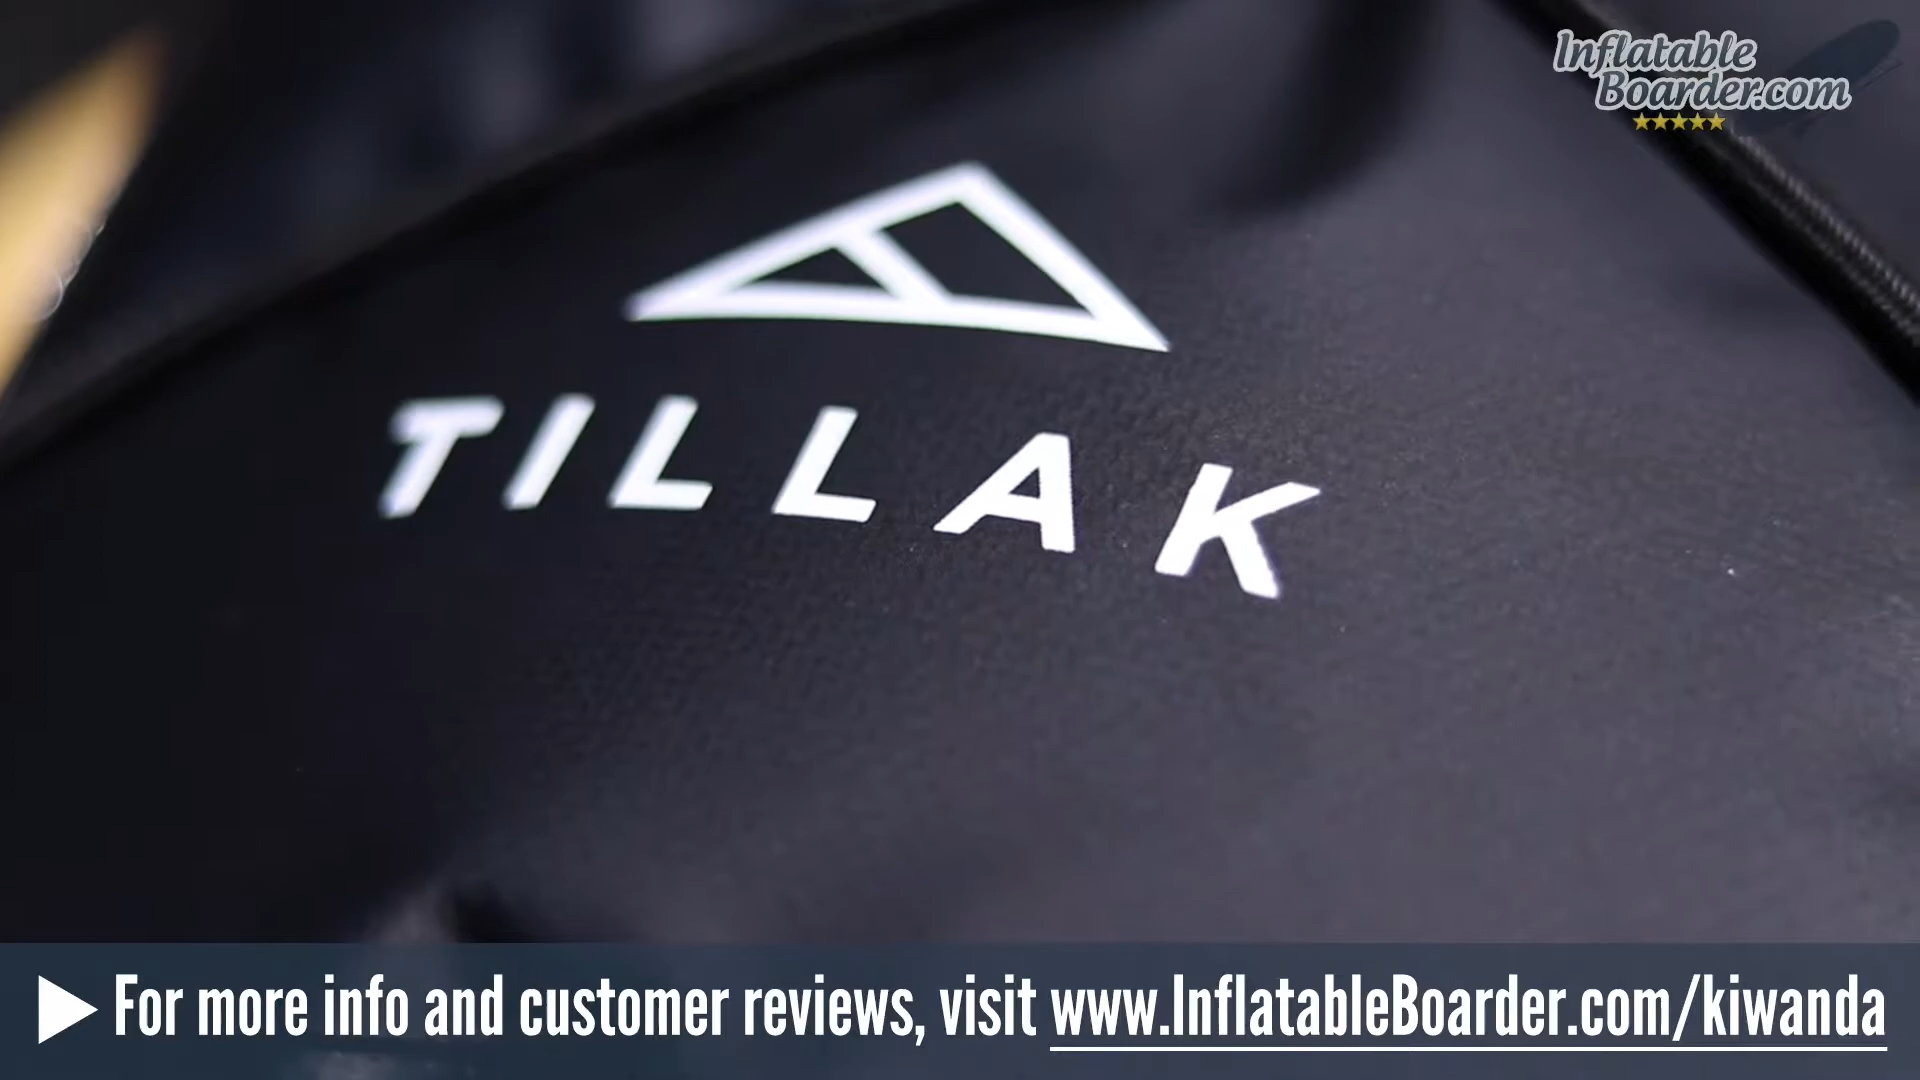 Inflatable
Boarder.com
TILLAK
For more info and customer reviews, visit www.InflatableBoarder.com/kiwanda